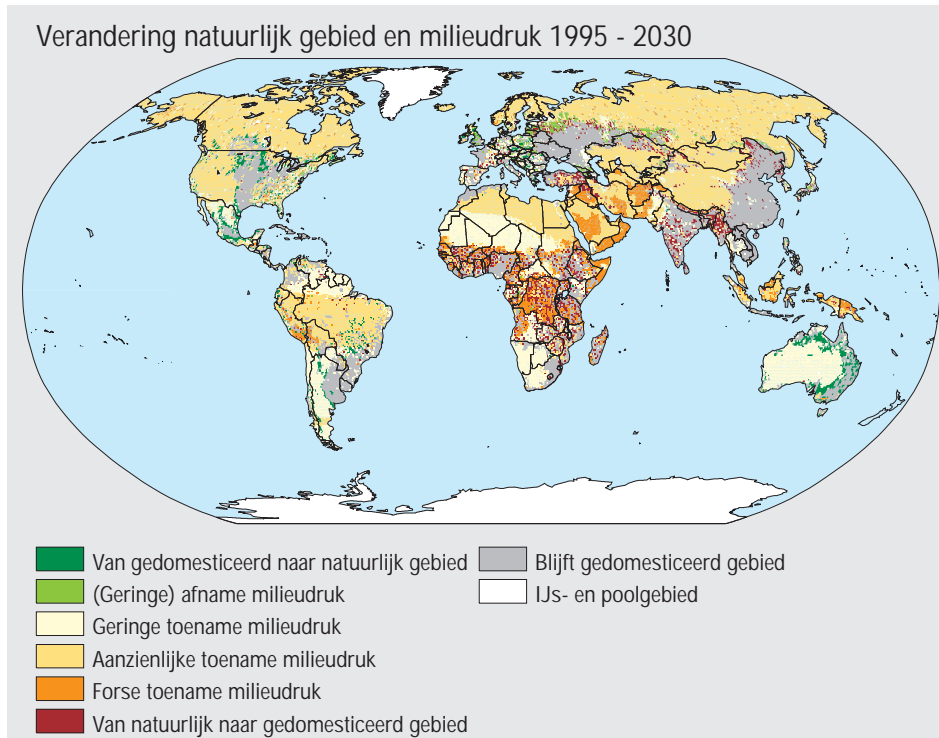 Verandering natuurlijk gebied en milieudruk 1995 - 2030
Van gedomesticeerd naar natuurlijk gebied
(Geringe) afname milieudruk
Geringe toename milieudruk
Aanzienlijke toename milieudruk
Forse toename milieudruk
Van natuurlijk naar gedomesticeerd gebied
Blijft gedomesticeerd gebied
IJs- en poolgebied